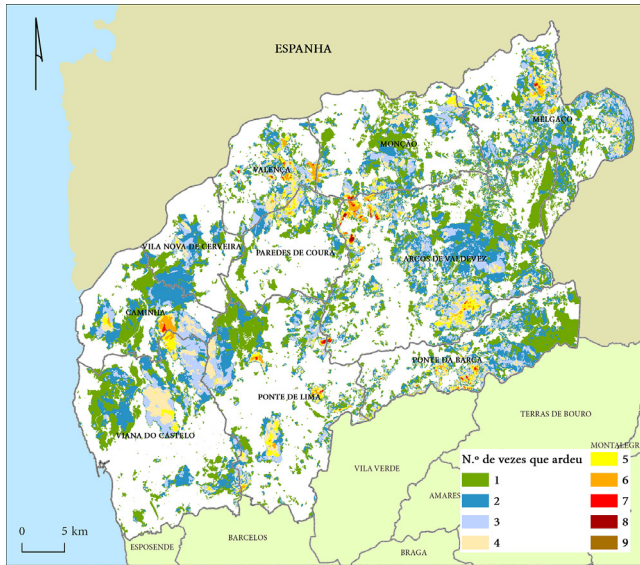 ESPANHA
MELGAÇO
MONÇÃO
VALENÇA
VILA NOVA DE CERVEIRA
PAREDES DE COURA
ARCOS DE VALDEVEZ
CAMINHA
PONTE DA BARCA
PONTE DE LIMA
VIANA DO CASTELO
TERRAS DE BOURO
MONTALEGR
N.º de vezes que ardeu
1
2
3
4
5
6
7
8
9
VILA VERDE
AMARES
BARCELOS
ESPOSENDE
BRAGA
0 5 km